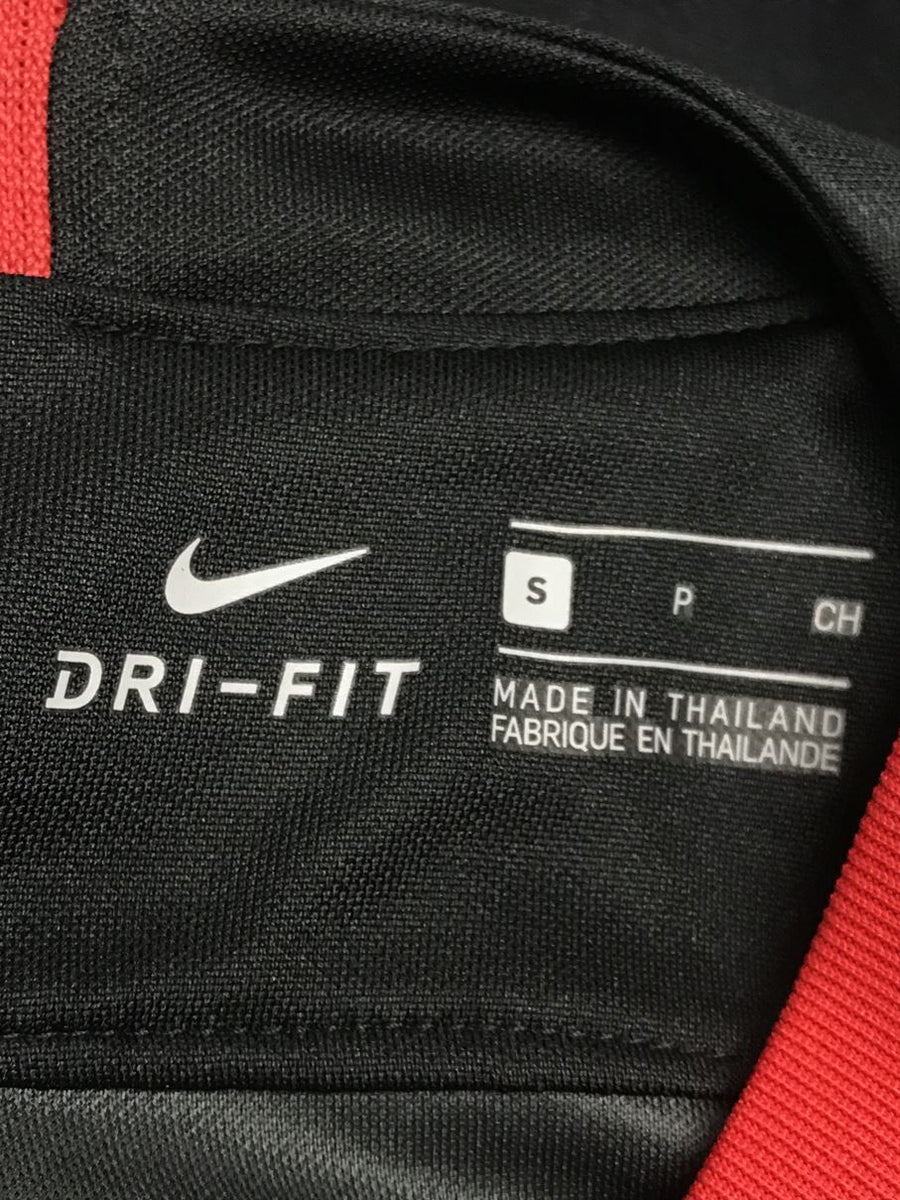 DRI-FIT
S P CH
MADE IN THAILAND
FABRIQUE EN THAILANDE